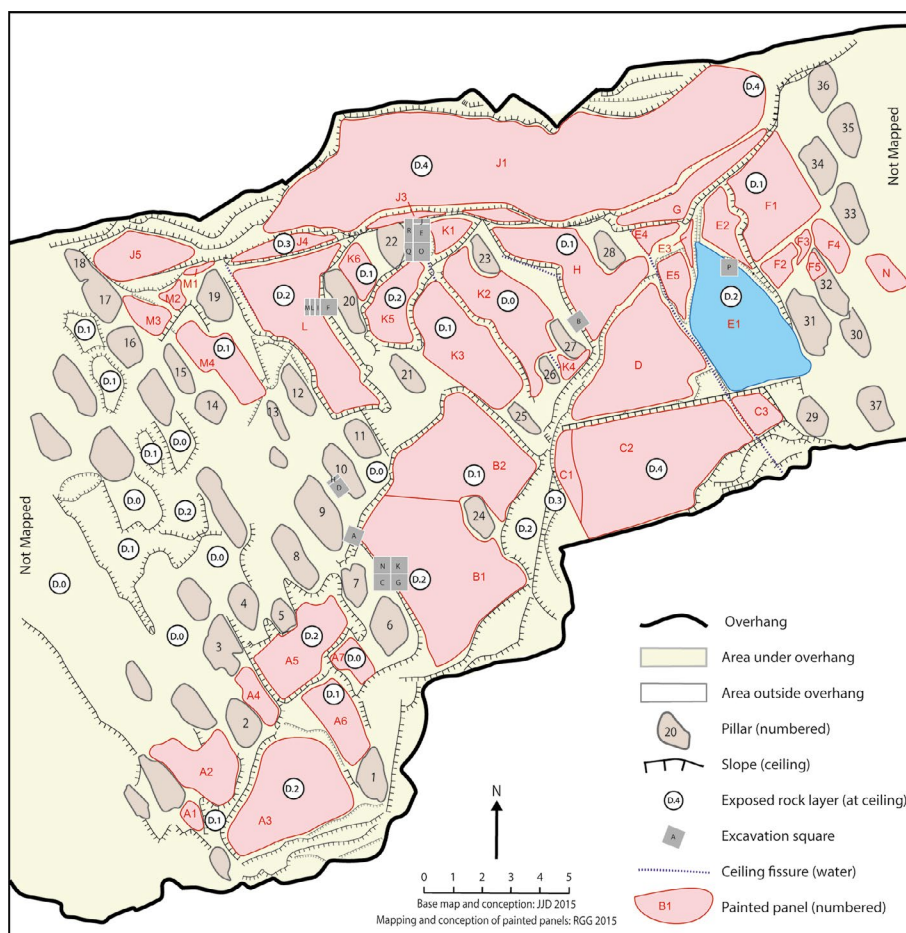 D.4
36
35
Not Mapped
34
D.4
J1
D.1
F1
33
J3
G
E2
R
F
E
Q
O
K1
22
D.3
J4
E4
E3
F3
F4
J5
K6
23
D.1
28
H
18
M1
D.1
E5
P
F2
F5
N
17
M2
19
D.2
20
D.2
K2
D.0
D.2
32
M3
L
F
K5
B
E1
31
30
D.1
16
D.1
D.1
27
M4
K3
D
D.1
15
21
26
K4
14
12
13
25
C3
29
37
D.0
11
D.1
B2
C2
D.1
10
D.0
D.1
C1
D.4
H
D
D.0
D.2
9
24
D.3
D.2
Not Mapped
D.1
D.0
A
8
N
K
C
G
D.2
B1
D.0
7
4
5
6
D.0
D.2
3
A5
A7
D.0
A4
D.1
2
A6
A2
1
D.2
A1
D.1
A3
N
0 1 2 3 4 5
Base map and conception: JJD 2015
Mapping and conception of painted panels: RGG 2015
Overhang
Area under overhang
Area outside overhang
20 Pillar (numbered)
Slope (ceiling)
D.4 Exposed rock layer (at ceiling)
A Excavation square
Ceiling fissure (water)
B1 Painted panel (numbered)